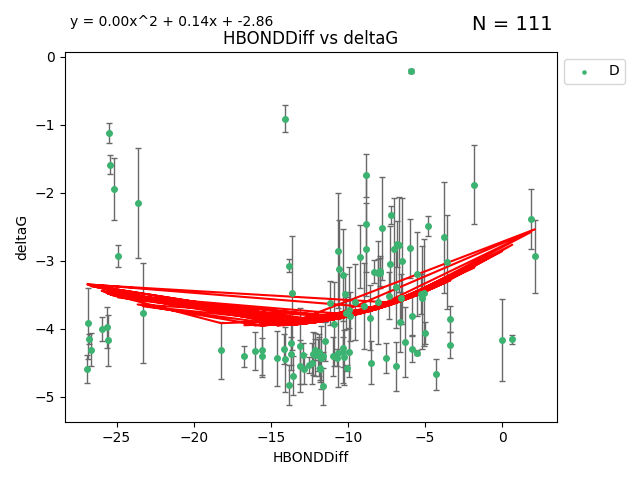 y = 0.00x^2 + 0.14x + -2.86
N = 111
HBONDDiff vs deltaG
D
0
−1
−2
−3
−4
−5
deltaG
−25
−20
−15
−10
−5
0
HBONDDiff